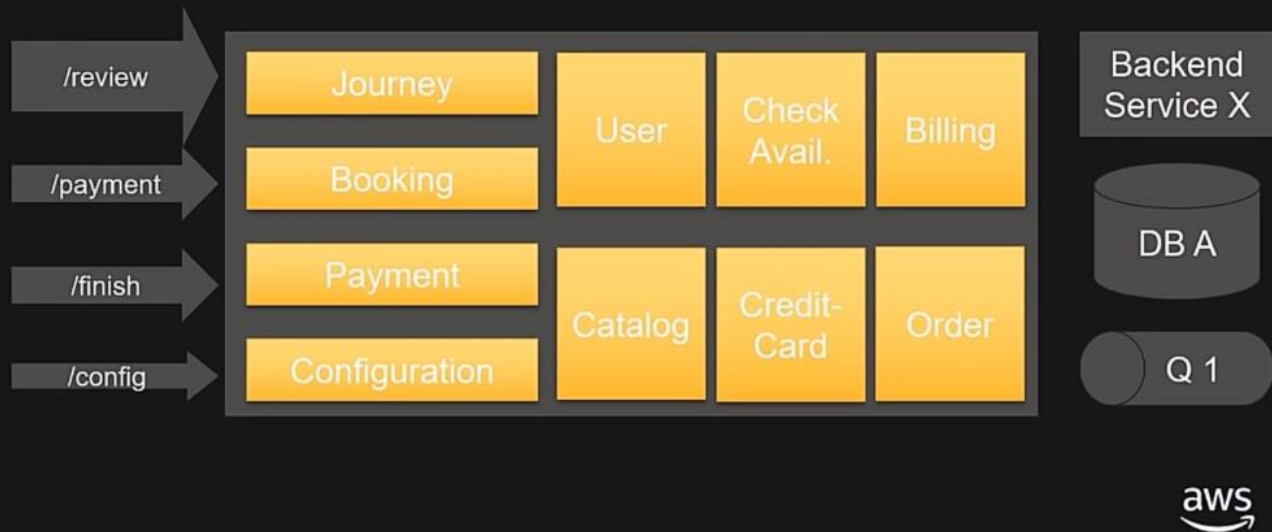 /review
/payment
/finish
/config
Journey
Booking
Payment
Configuration
User
Check
Avail.
Billing
Catalog
Credit-
Card
Order
Backend
Service X
DB A
Q 1
aws